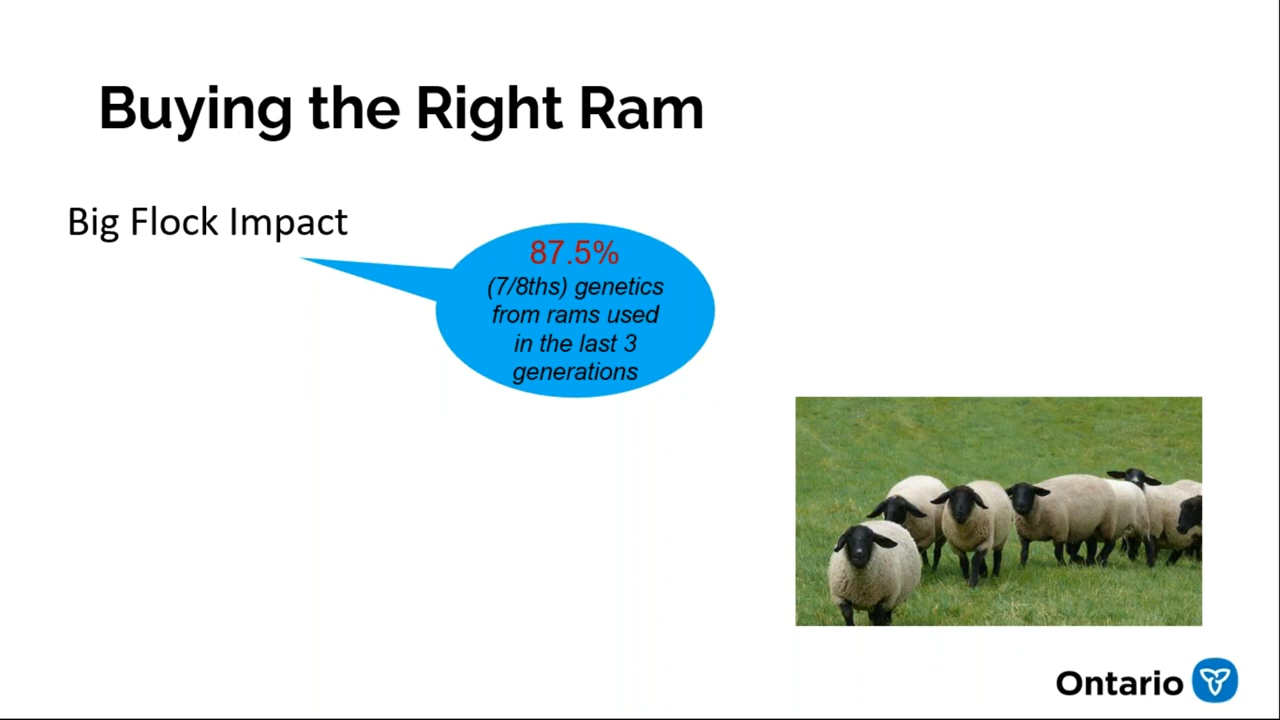 Buying the Right Ram
Big Flock Impact
87.5%
(7/8ths) genetics
from rams used
in the last 3
generations
Ontario